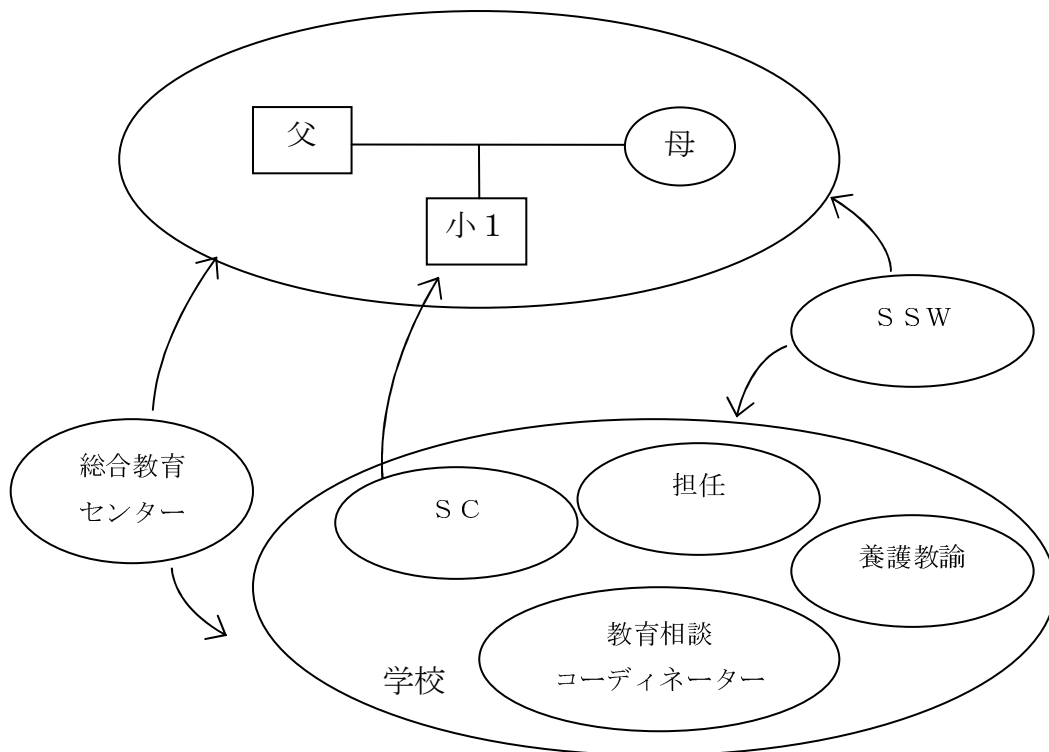 父
母
小１
ＳＳＷ
総合教育
センター
ＳＣ
担任
養護教諭
教育相談
コーディネーター
学校